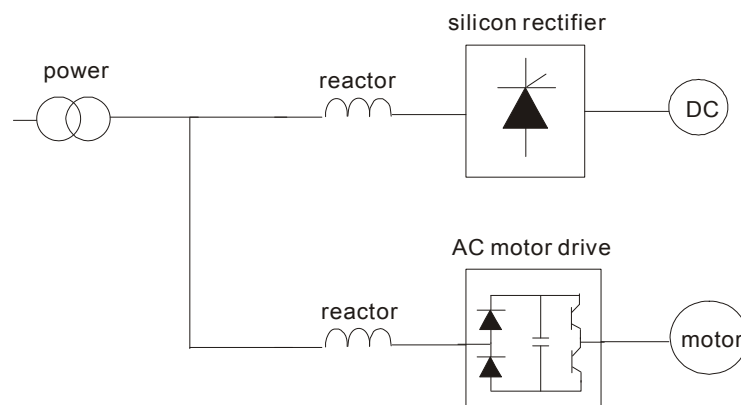 silicon rectifier
power
reactor
DC
AC motor drive
reactor
motor